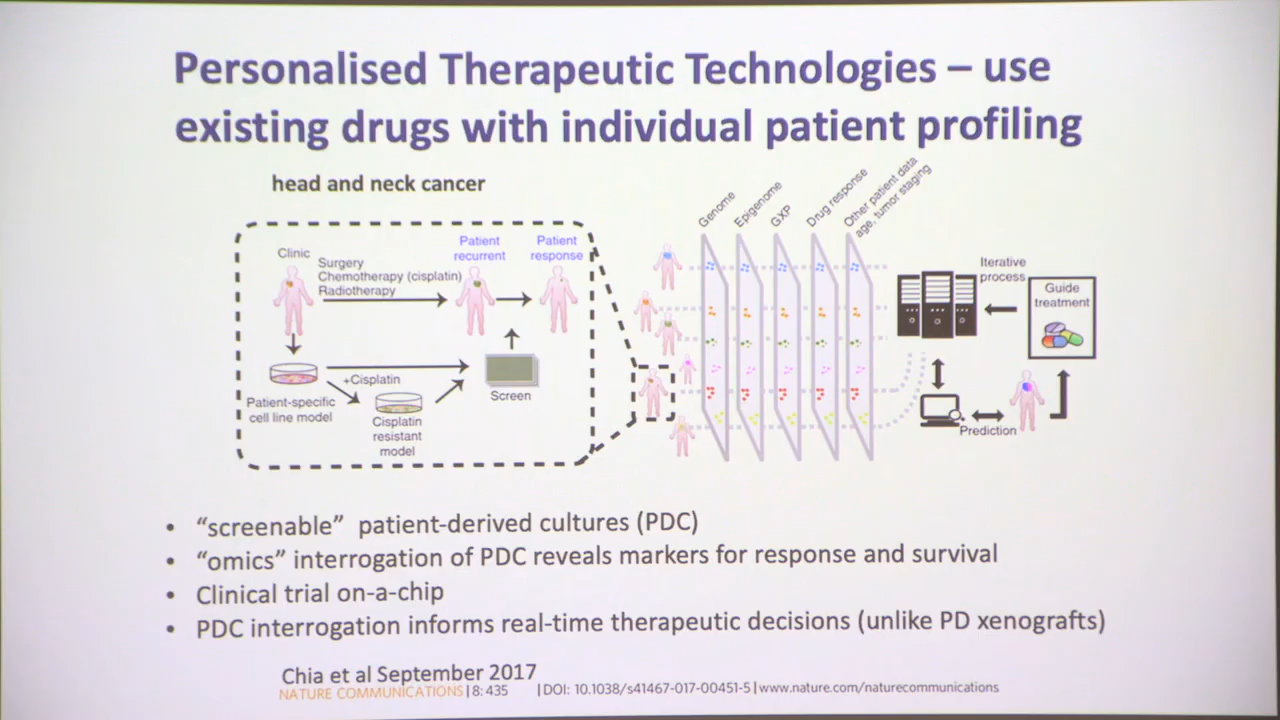 Personalised Therapeutic Technologies – use
existing drugs with individual patient profiling
head and neck cancer
Clinic
Surgery
Chemotherapy (cisplatin)
Radiotherapy
Patient
recurrent
Patient
response
Patient-specific
cell line model
+Cisplatin
Cisplatin
resistant
model
Screen
Genome
Epigenome
GXP
Drug response
Other patient data
age, tumor staging
Iterative
process
Guide
treatment
Prediction
• “screenable” patient-derived cultures (PDC)
• “omics” interrogation of PDC reveals markers for response and survival
• Clinical trial on-a-chip
• PDC interrogation informs real-time therapeutic decisions (unlike PD xenografts)
Chia et al September 2017
NATURE COMMUNICATIONS | 8: 435 | DOI: 10.1038/s41467-017-00451-5 | www.nature.com/naturecommunications